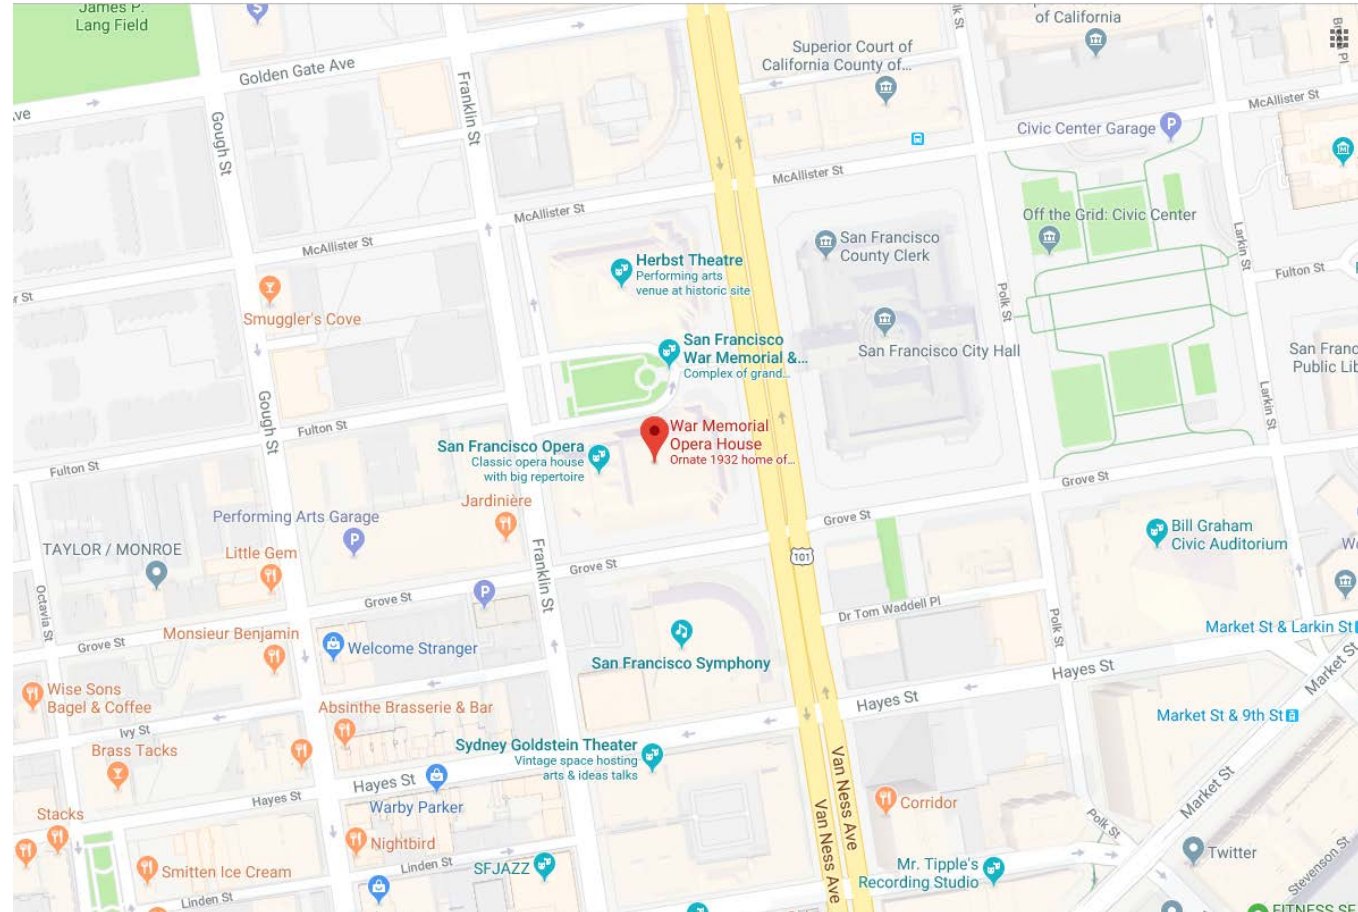 James P.
Lang Field
Golden Gate Ave
Franklin St
Superior Court of
California County of...
of California
McAllister St
Civic Center Garage
P
Gough St
McAllister St
McAllister St
McAllister St
Off the Grid: Civic Center
San Francisco
County Clerk
Larkin St
Fulton St
Herbst Theatre
Performing arts
venue at historic site
Smuggler's Cove
Polk St
San Francisco
War Memorial &...
Complex of grand...
San Francisco City Hall
San Franc
Public Lib
Larkin St
Gough St
Fulton St
War Memorial
Opera House
Ornate 1932 home of...
San Francisco Opera
Classic opera house
with big repertoire
Fulton St
Grove St
Jardinière
Performing Arts Garage
P
Grove St
Bill Graham
Civic Auditorium
TAYLOR / MONROE
Little Gem
Franklin St
Grove St
101
Octavia St
Grove St
P
Dr Tom Waddell Pl
Polk St
Market St & Larkin St
Monsieur Benjamin
Grove St
Welcome Stranger
San Francisco Symphony
Hayes St
Market St
Wise Sons
Bagel & Coffee
Absinthe Brasserie & Bar
Hayes St
Market St & 9th St
Ivy St
Brass Tacks
Sydney Goldstein Theater
Vintage space hosting
arts & ideas talks
Van Ness Ave
Hayes St
Hayes St
Warby Parker
Market St
Corridor
Van Ness Ave
Stacks
Nightbird
Polk St
Linden St
SFJAZZ
Smitten Ice Cream
Mr. Tipple's
Recording Studio
Twitter
Stevenson St
Linden St
FITNESS SF